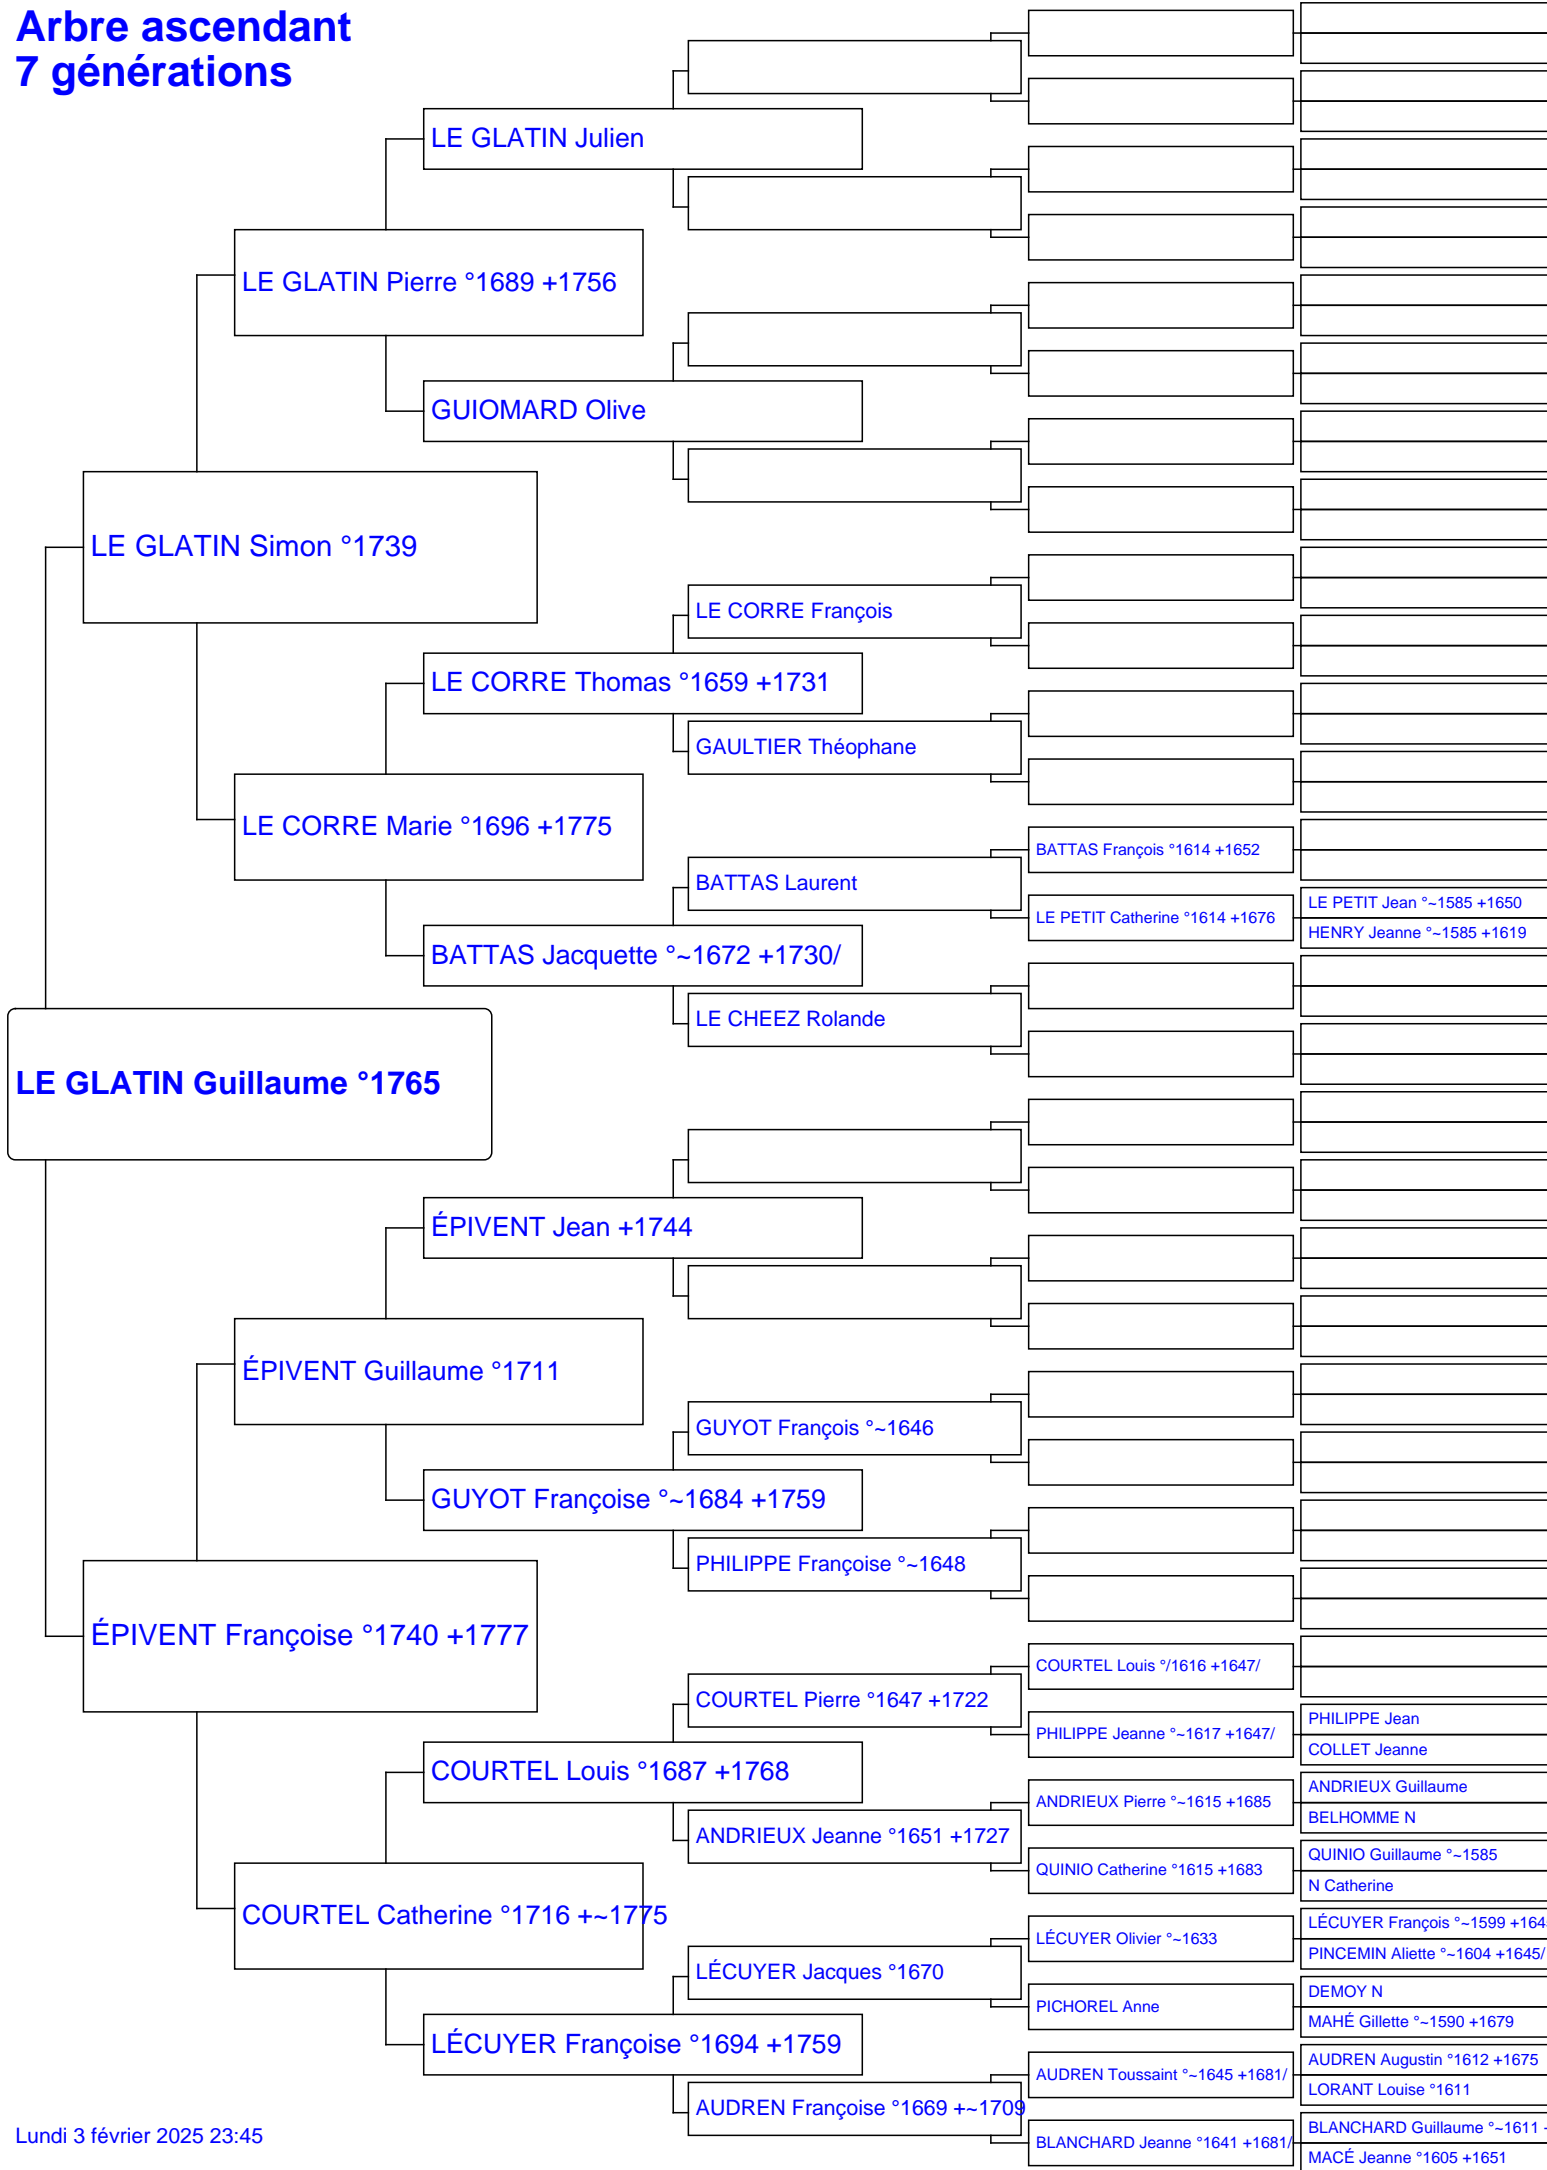 Arbre ascendant
7 générations
LE GLATIN Julien
LE GLATIN Pierre °1689 +1756
GUIOMARD Olive
LE GLATIN Simon °1739
LE CORRE François
LE CORRE Thomas °1659 +1731
GAULTIER Théophane
LE CORRE Marie °1696 +1775
BATTAS François °1614 +1652
BATTAS Laurent
LE PETIT Jean °~1585 +1650
LE PETIT Catherine °1614 +1676
HENRY Jeanne °~1585 +1619
BATTAS Jacquette °~1672 +1730/
LE CHEEZ Rolande
LE GLATIN Guillaume °1765
ÉPIVENT Jean +1744
ÉPIVENT Guillaume °1711
GUYOT François °~1646
GUYOT Françoise °~1684 +1759
PHILIPPE Françoise °~1648
ÉPIVENT Françoise °1740 +1777
COURTEL Louis °/1616 +1647/
COURTEL Pierre °1647 +1722
PHILIPPE Jean
PHILIPPE Jeanne °~1617 +1647/
COLLET Jeanne
COURTEL Louis °1687 +1768
ANDRIEUX Guillaume
ANDRIEUX Pierre °~1615 +1685
BELHOMME N
ANDRIEUX Jeanne °1651 +1727
QUINIO Guillaume °~1585
QUINIO Catherine °1615 +1683
N Catherine
COURTEL Catherine °1716 +~1775
LÉCUYER François °~1599
LÉCUYER Olivier °~1633
PINCEMIN Aliette °~1604 +1645/
LÉCUYER Jacques °1670
DEMOY N
PICHOREL Anne
MAHÉ Gillette °~1590 +1679
LÉCUYER Françoise °1694 +1759
AUDREN Augustin °1612 +1675
AUDREN Toussaint °~1645 +1681/
LORANT Louise °1611
AUDREN Françoise °1669 +~1709
BLANCHARD Guillaume °~1611
BLANCHARD Jeanne °1641 +1681/
MACÉ Jeanne °1605 +1651
Lundi 3 février 2025 23:45